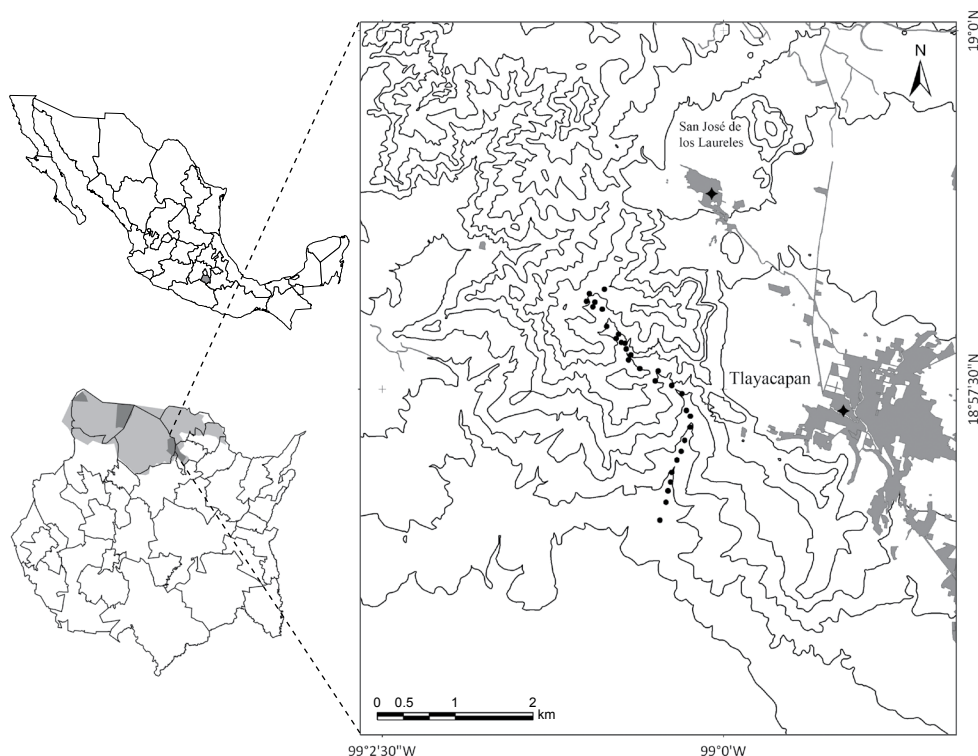 19°0'N
N
San José de
los Laureles
Tlayacapan
18°57'30"N
0 0.5 1 2
km
99°2'30"W 99°0'W